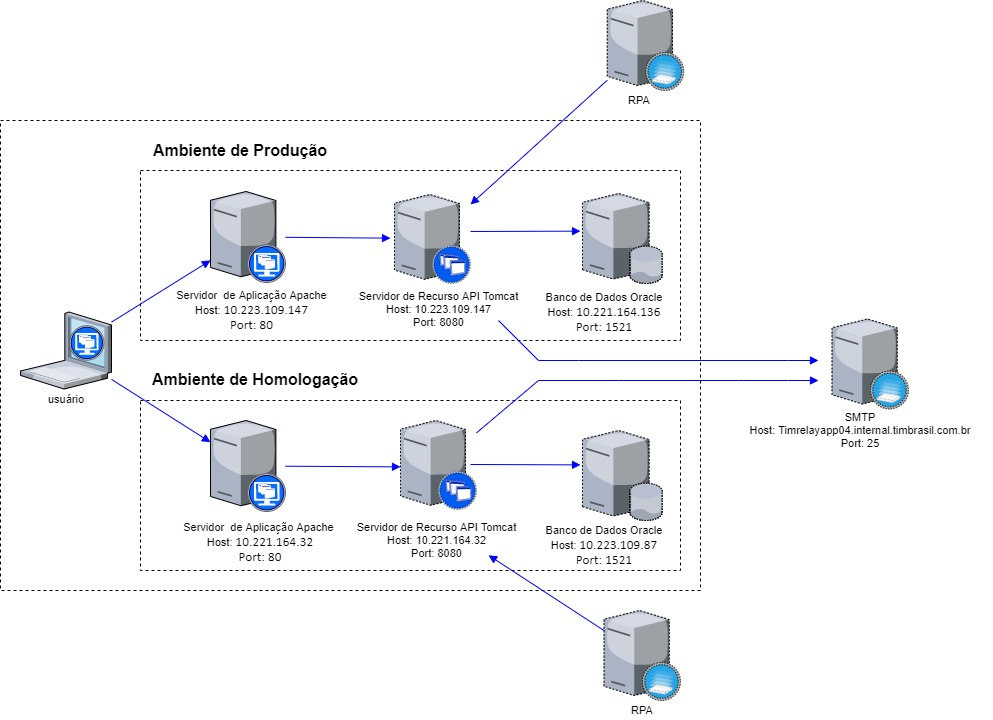 RPA
Ambiente de Produção
Servidor de Aplicação Apache
Host: 10.223.109.147
Port: 80
Servidor de Recurso API Tomcat
Host: 10.223.109.147
Port: 8080
Banco de Dados Oracle
Host: 10.221.164.136
Port: 1521
usuário
Ambiente de Homologação
SMTP
Host: Timrelayapp04.internal.timbrasil.com.br
Port: 25
Servidor de Aplicação Apache
Host: 10.221.164.32
Port: 80
Servidor de Recurso API Tomcat
Host: 10.221.164.32
Port: 8080
Banco de Dados Oracle
Host: 10.223.109.87
Port: 1521
RPA